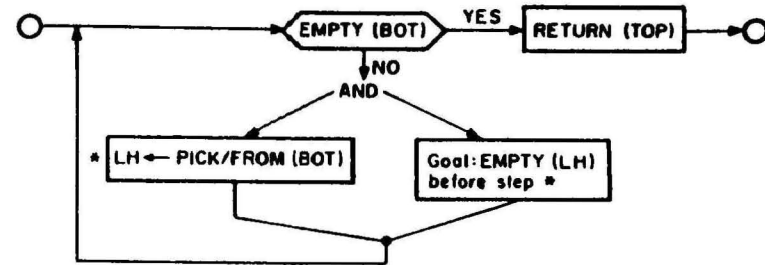 YES
EMPTY (BOT)
RETURN (TOP)
NO
AND
* LH ← PICK/FROM (BOT)
Goal: EMPTY (LH)
before step *